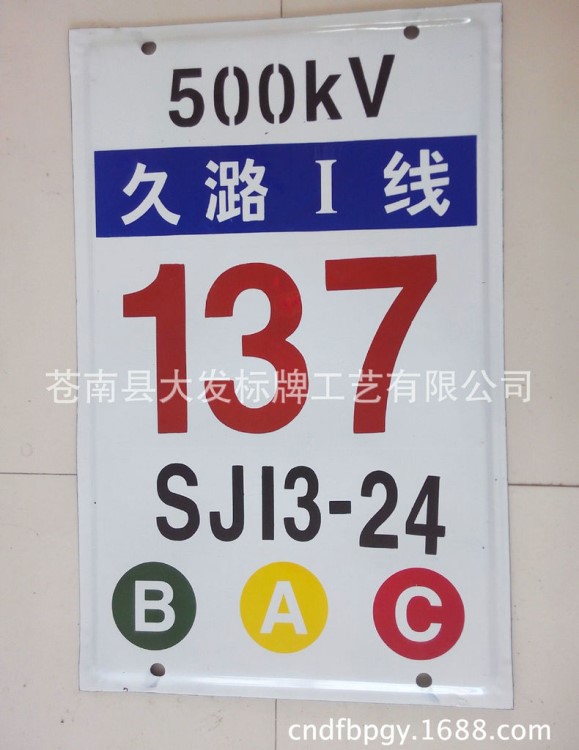 500kV
久潞 I 线
137
苍南县大发标牌工艺有限公司
SJ13-24
B A C
cndfbpgy.1688.com